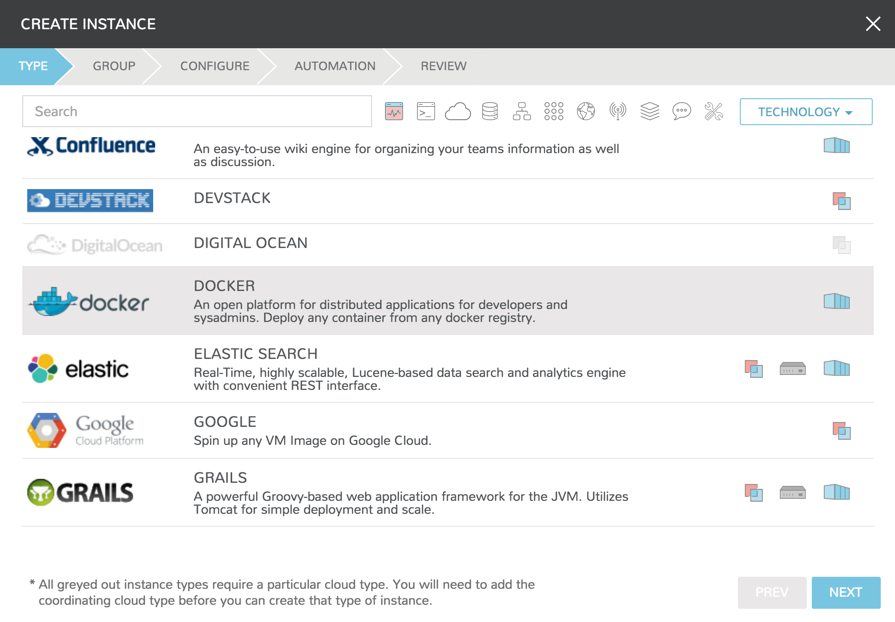 CREATE INSTANCE
TYPE
GROUP
CONFIGURE
AUTOMATION
REVIEW
Search
TECHNOLOGY
Confluence
An easy-to-use wiki engine for organizing your teams information as well
as discussion.
DEVSTACK
DEVSTACK
DigitalOcean
DIGITAL OCEAN
docker
DOCKER
An open platform for distributed applications for developers and
sysadmins. Deploy any container from any docker registry.
elastic
ELASTIC SEARCH
Real-Time, highly scalable, Lucene-based data search and analytics engine
with convenient REST interface.
Google
Cloud Platform
GOOGLE
Spin up any VM Image on Google Cloud.
GRAILS
GRAILS
A powerful Groovy-based web application framework for the JVM. Utilizes
Tomcat for simple deployment and scale.
* All greyed out instance types require a particular cloud type. You will need to add the
coordinating cloud type before you can create that type of instance.
PREV
NEXT